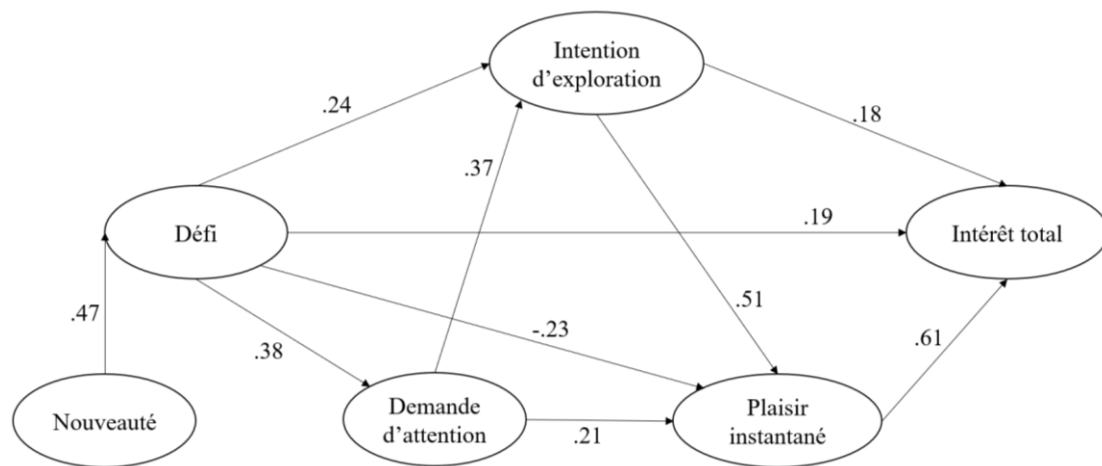 Intention
d'exploration
.24
.18
.37
Défi
.19
Intérêt total
.47
.51
-.23
.38
.61
Nouveauté
Demande
d'attention
.21
Plaisir
instantané